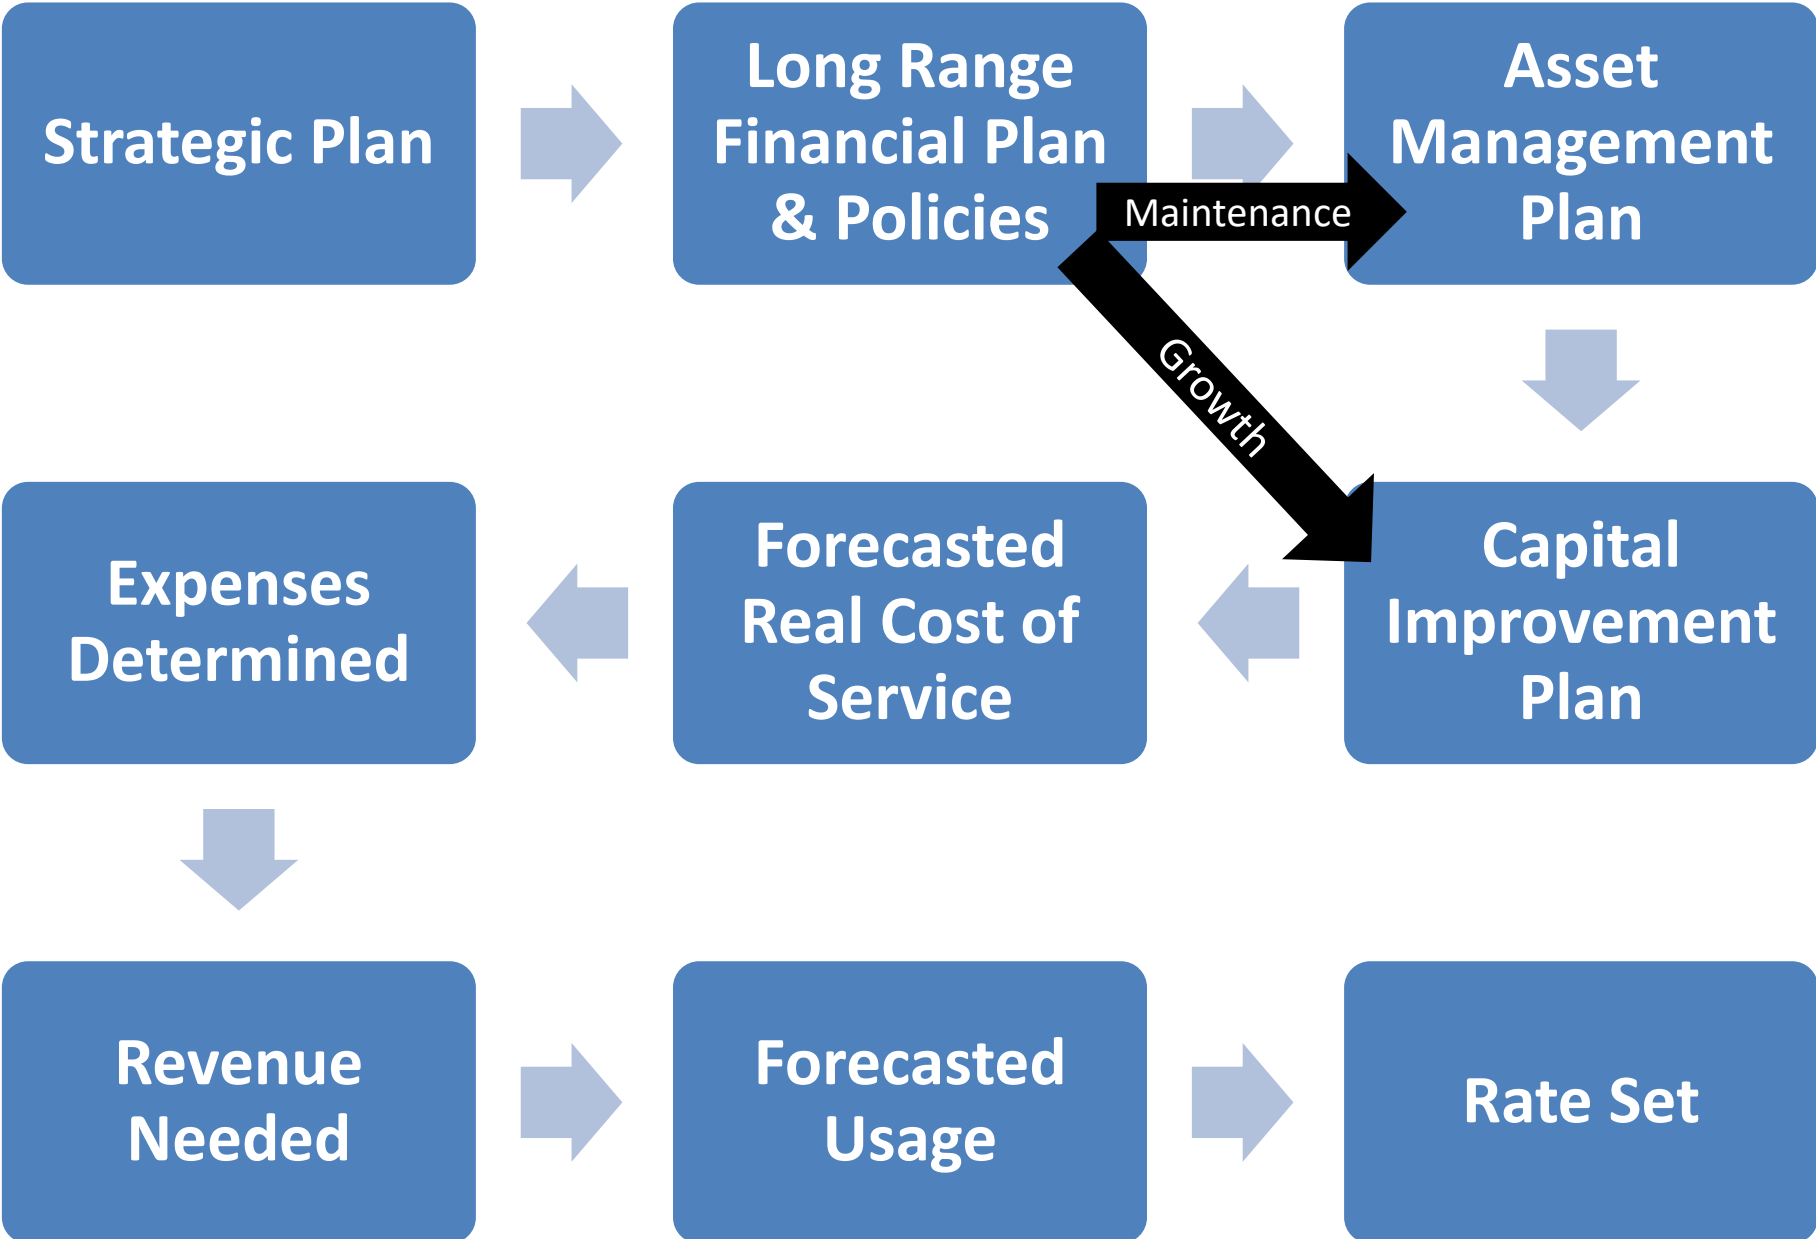 Strategic Plan
Long Range
Financial Plan
& Policies
Maintenance
Asset
Management
Plan
Growth
Capital
Improvement
Plan
Forecasted
Real Cost of
Service
Expenses
Determined
Revenue
Needed
Forecasted
Usage
Rate Set